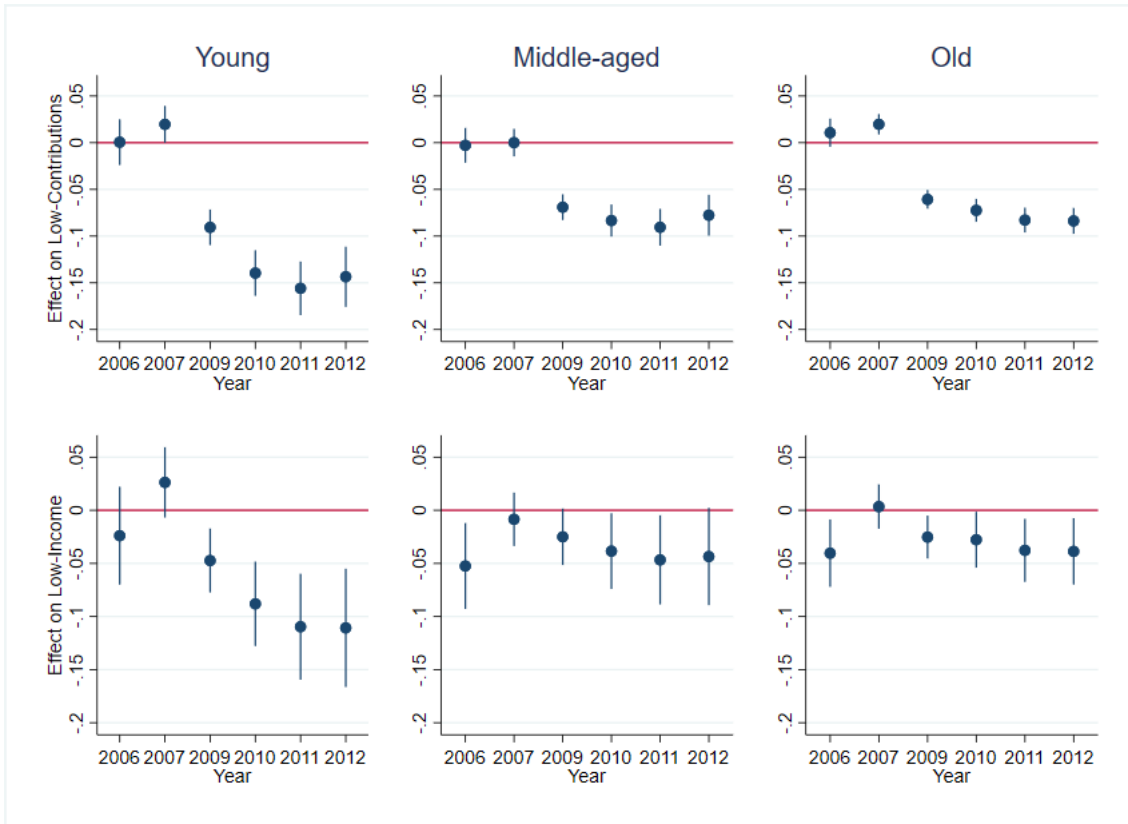 Young Middle-aged Old
Effect on Low-Contributions
.05 .05 .05
0 0 0
-.05 -.05 -.05
-.1 -.1 -.1
-.15 -.15 -.15
-.2 -.2 -.2
2006 2007 2009 2010 2011 2012 2006 2007 2009 2010 2011 2012 2006 2007 2009 2010 2011 2012
Year Year Year
Effect on Low-Income
.05 .05 .05
0 0 0
-.05 -.05 -.05
-.1 -.1 -.1
-.15 -.15 -.15
-.2 -.2 -.2
2006 2007 2009 2010 2011 2012 2006 2007 2009 2010 2011 2012 2006 2007 2009 2010 2011 2012
Year Year Year